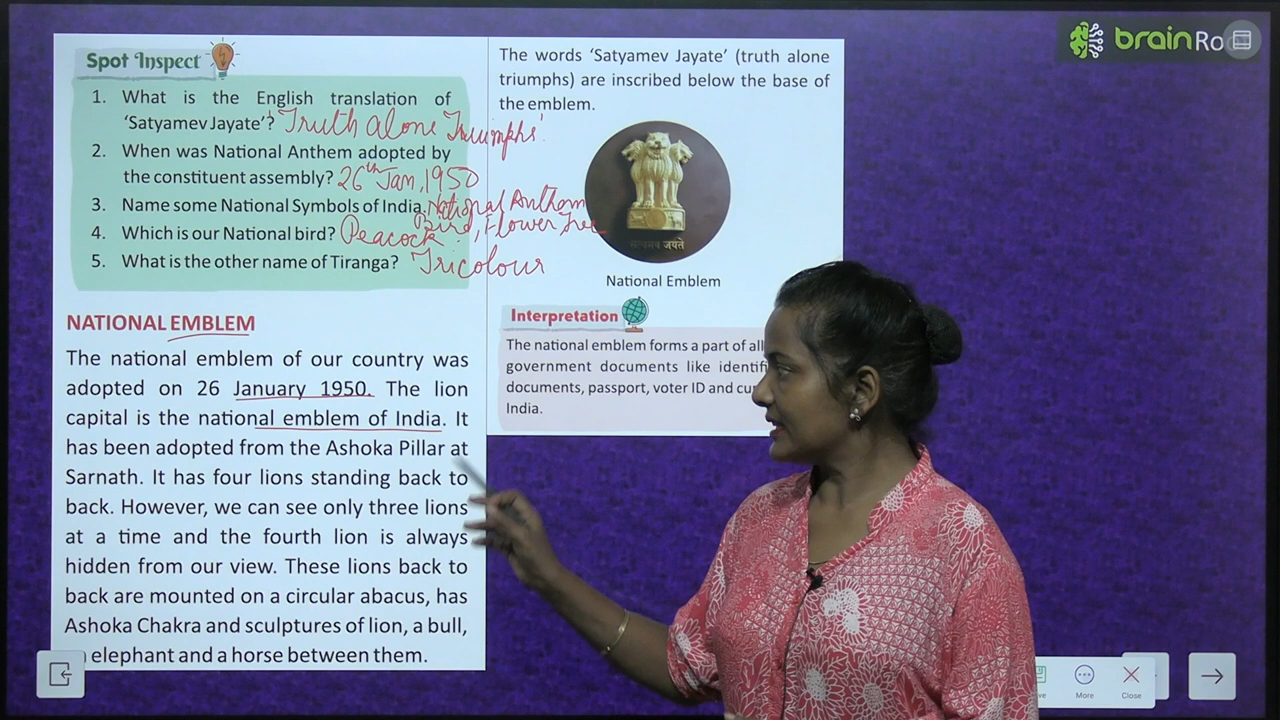 Spot Inspect
1. What is the English translation of
'Satyamev Jayate'? 'Truth alone Triumphs'.
2. When was National Anthem adopted by
the constituent assembly? 26th Jan, 1950
3. Name some National Symbols of India. National Anthem
Bird, Flower Tree
4. Which is our National bird? Peacock.
5. What is the other name of Tiranga? Tricolour
NATIONAL EMBLEM
The national emblem of our country was
adopted on 26 January 1950. The lion
capital is the national emblem of India. It
has been adopted from the Ashoka Pillar at
Sarnath. It has four lions standing back to
back. However, we can see only three lions
at a time and the fourth lion is always
hidden from our view. These lions back to
back are mounted on a circular abacus, has
Ashoka Chakra and sculptures of lion, a bull,
elephant and a horse between them.
The words 'Satyamev Jayate' (truth alone
triumphs) are inscribed below the base of
the emblem.
सत्यमेव जयते
National Emblem
Interpretation
The national emblem forms a part of all
government documents like
documents, passport, voter ID and
India.
brain
More
Close